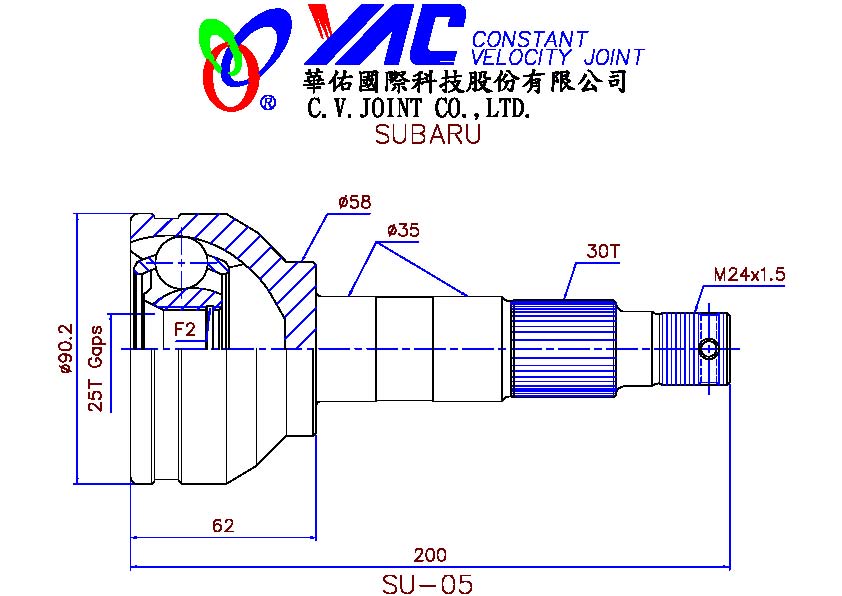 YAC CONSTANT
VELOCITY JOINT
®
華佑國際科技股份有限公司
C.V.JOINT CO.,LTD.
SUBARU
ø58
ø35
30T
M24x1.5
F2
ø90.2
25T Gaps
62
200
SU-05